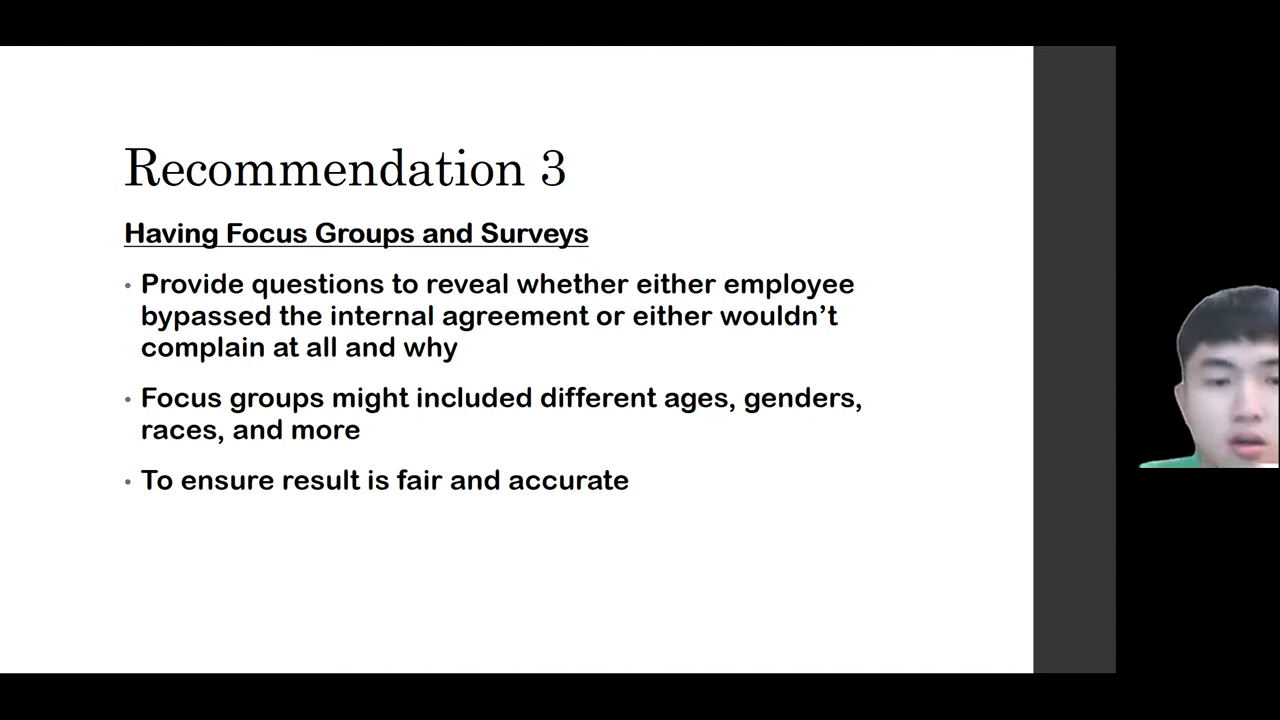 Recommendation 3
Having Focus Groups and Surveys
• Provide questions to reveal whether either employee
bypassed the internal agreement or either wouldn’t
complain at all and why
• Focus groups might included different ages, genders,
races, and more
• To ensure result is fair and accurate